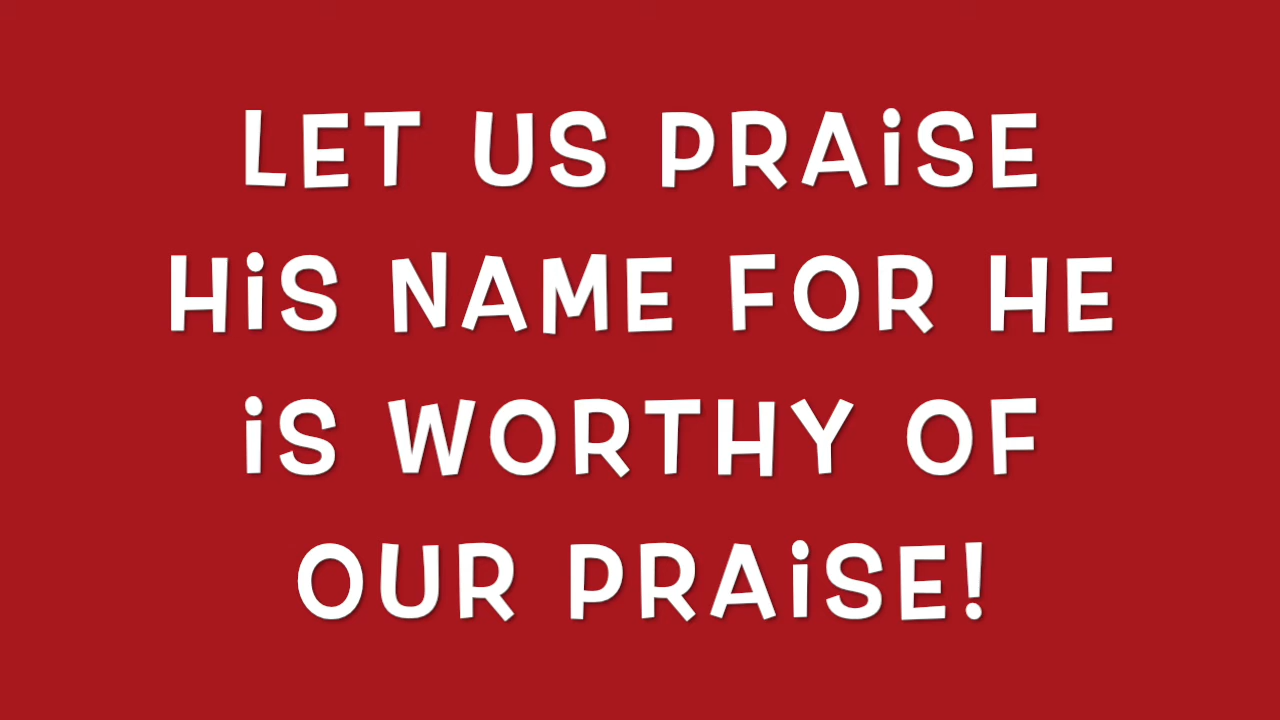 LET US PRAiSE
HiS NAME FOR HE
iS WORTHY OF
OUR PRAiSE!